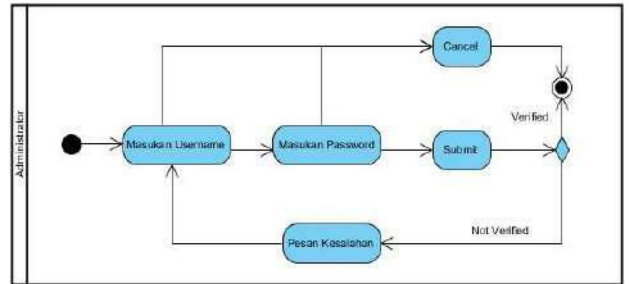 Administrator
Cancel
Verified
Masukan Username
Masukan Password
Submit
Pesan Kesalahan
Not Verified